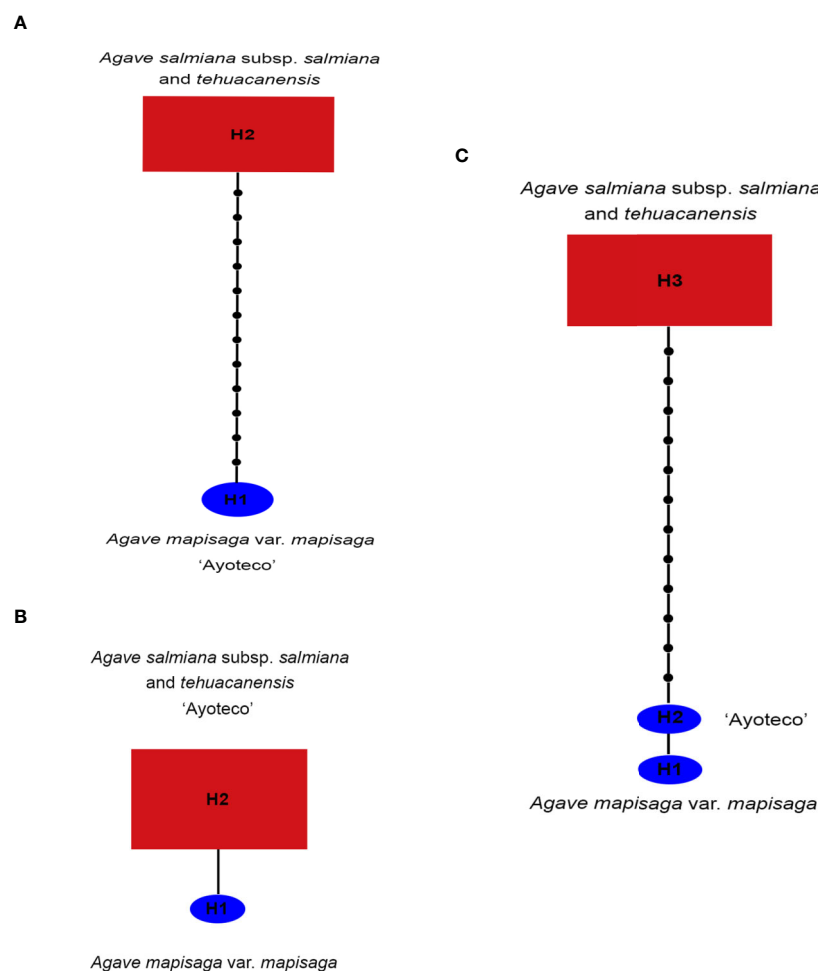 A
Agave salmiana subsp. salmiana
and tehuacanensis
H2
H1
Agave mapisaga var. mapisaga
'Ayoteco'
B
Agave salmiana subsp. salmiana
and tehuacanensis
'Ayoteco'
H2
H1
Agave mapisaga var. mapisaga
C
Agave salmiana subsp. salmiana
and tehuacanensis
H3
H2 'Ayoteco'
H1
Agave mapisaga var. mapisaga